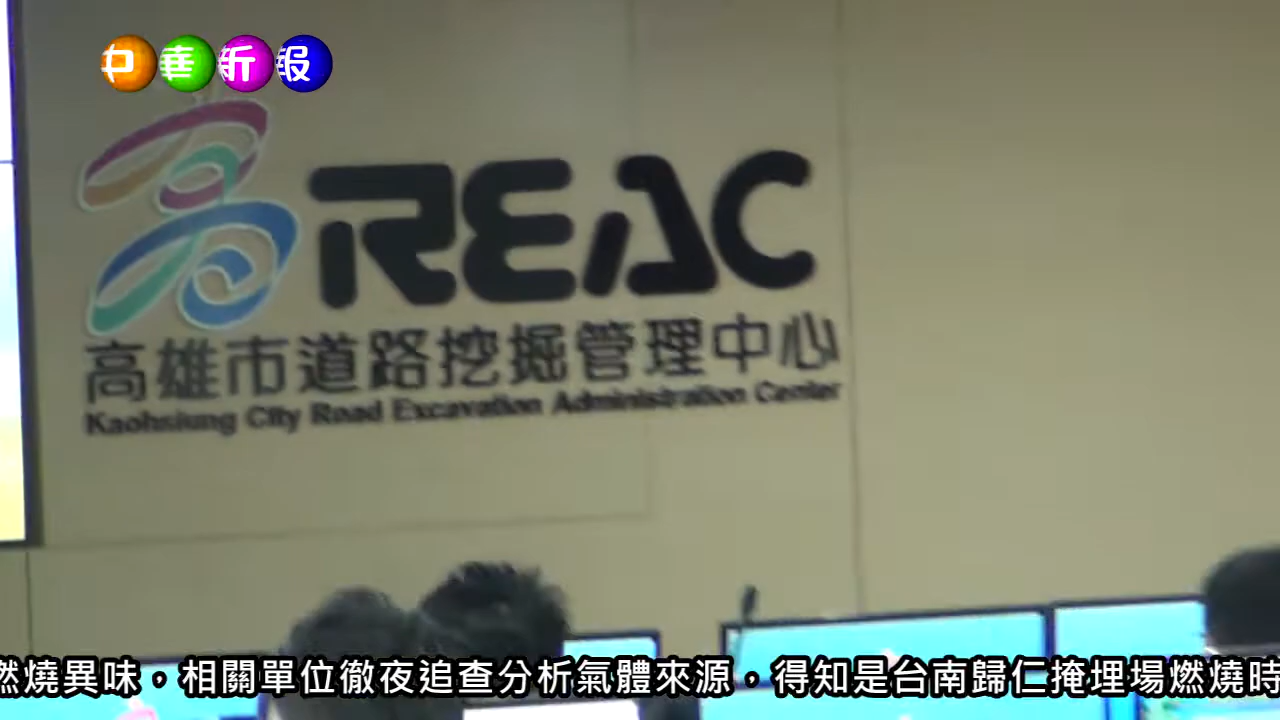 中華新報
REAC
高雄市道路挖掘管理中心
Kaohsiung City Road Excavation Administration Center
燃燒異味，相關單位徹夜追查分析氣體來源，得知是台南歸仁掩埋場燃燒時